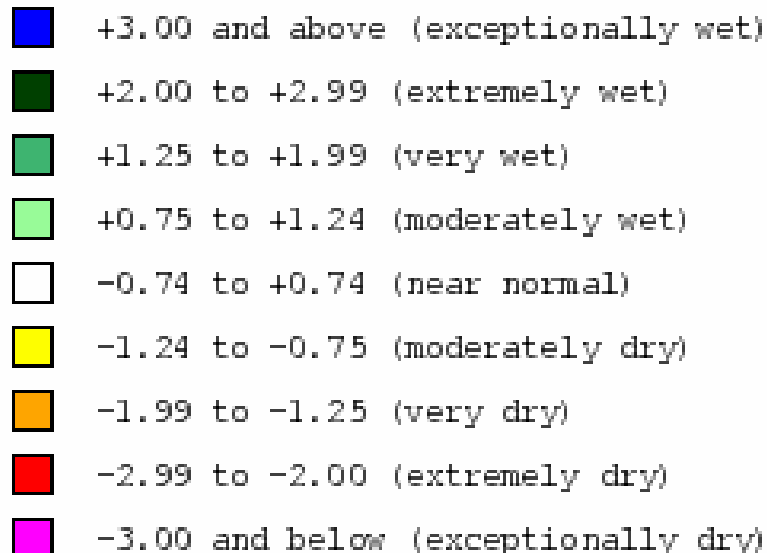 +3.00 and above (exceptionally wet)
+2.00 to +2.99 (extremely wet)
+1.25 to +1.99 (very wet)
+0.75 to +1.24 (moderately wet)
-0.74 to +0.74 (near normal)
-1.24 to -0.75 (moderately dry)
-1.99 to -1.25 (very dry)
-2.99 to -2.00 (extremely dry)
-3.00 and below (exceptionally dry)